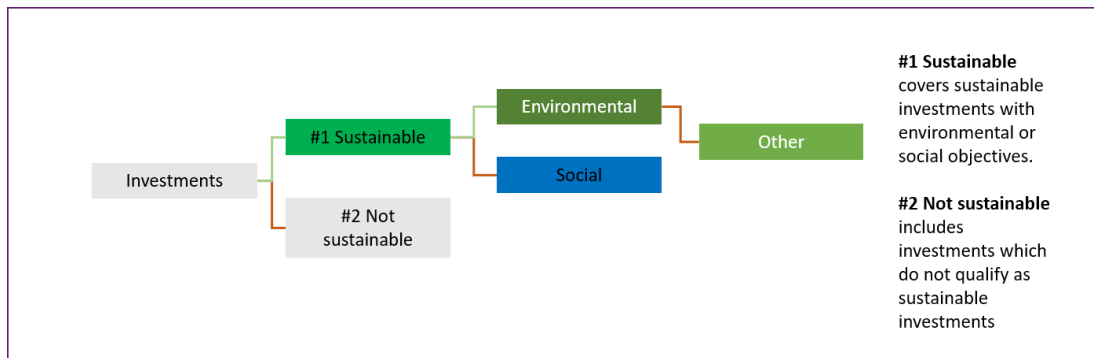 Investments
#1 Sustainable
#2 Not
sustainable
Environmental
Social
Other
#1 Sustainable
covers sustainable
investments with
environmental or
social objectives.
#2 Not sustainable
includes
investments which
do not qualify as
sustainable
investments